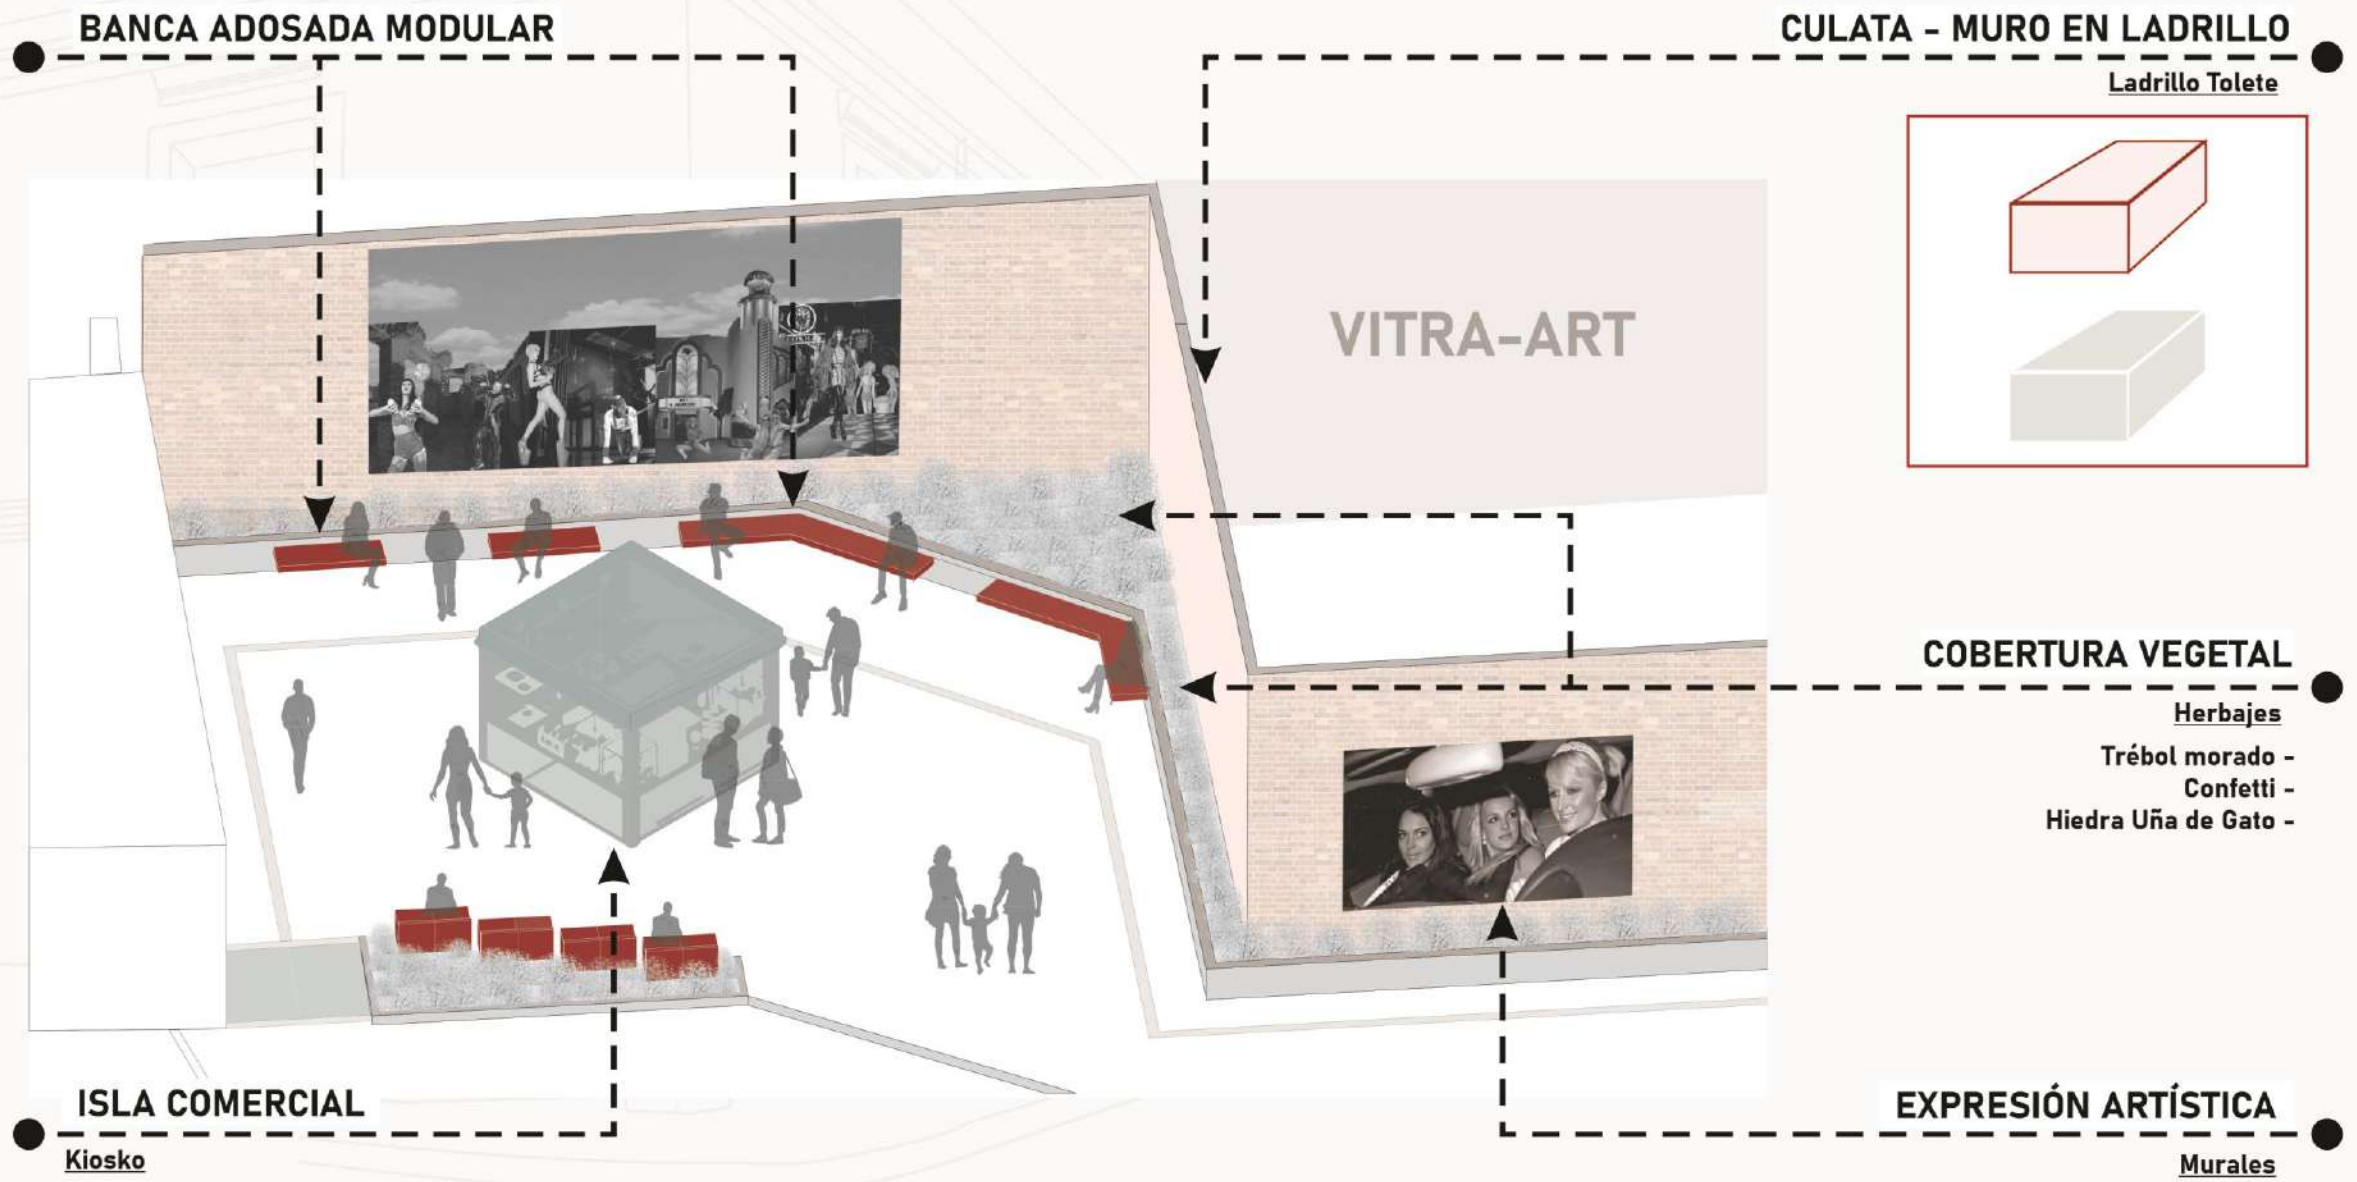 BANCA ADOSADA MODULAR
CULATA - MURO EN LADRILLO
Ladrillo Tolete
VITRA-ART
COBERTURA VEGETAL
Herbajes
Trébol morado -
Confetti -
Hiedra Uña de Gato -
ISLA COMERCIAL
Kiosko
EXPRESIÓN ARTÍSTICA
Murales